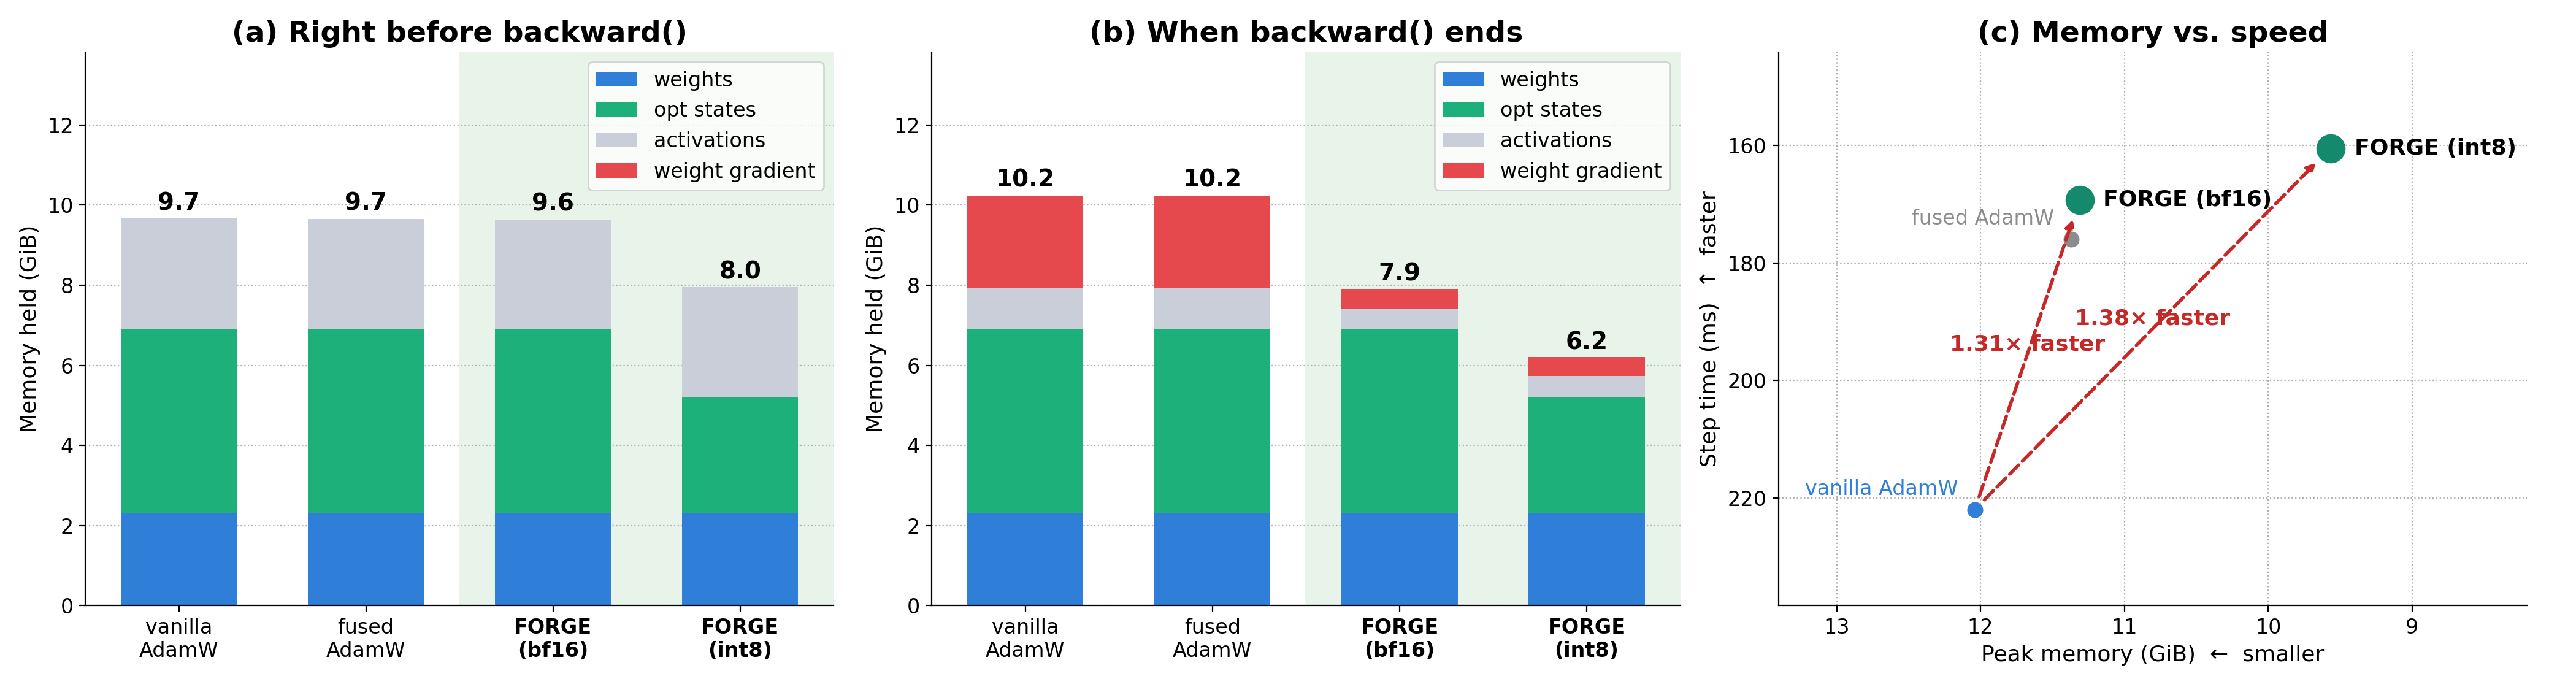 (a) Right before backward()
Memory held (GiB)
12
10
8
6
4
2
0
weights
opt states
activations
weight gradient
9.7
9.7
9.6
8.0
vanilla
AdamW
fused
AdamW
FORGE
(bf16)
FORGE
(int8)
(b) When backward() ends
Memory held (GiB)
12
10
8
6
4
2
0
weights
opt states
activations
weight gradient
10.2
10.2
7.9
6.2
vanilla
AdamW
fused
AdamW
FORGE
(bf16)
FORGE
(int8)
(c) Memory vs. speed
Step time (ms) ↑ faster
160
180
200
220
FORGE (int8)
FORGE (bf16)
fused AdamW
1.38× faster
1.31× faster
vanilla AdamW
13
12
11
10
9
Peak memory (GiB) ← smaller